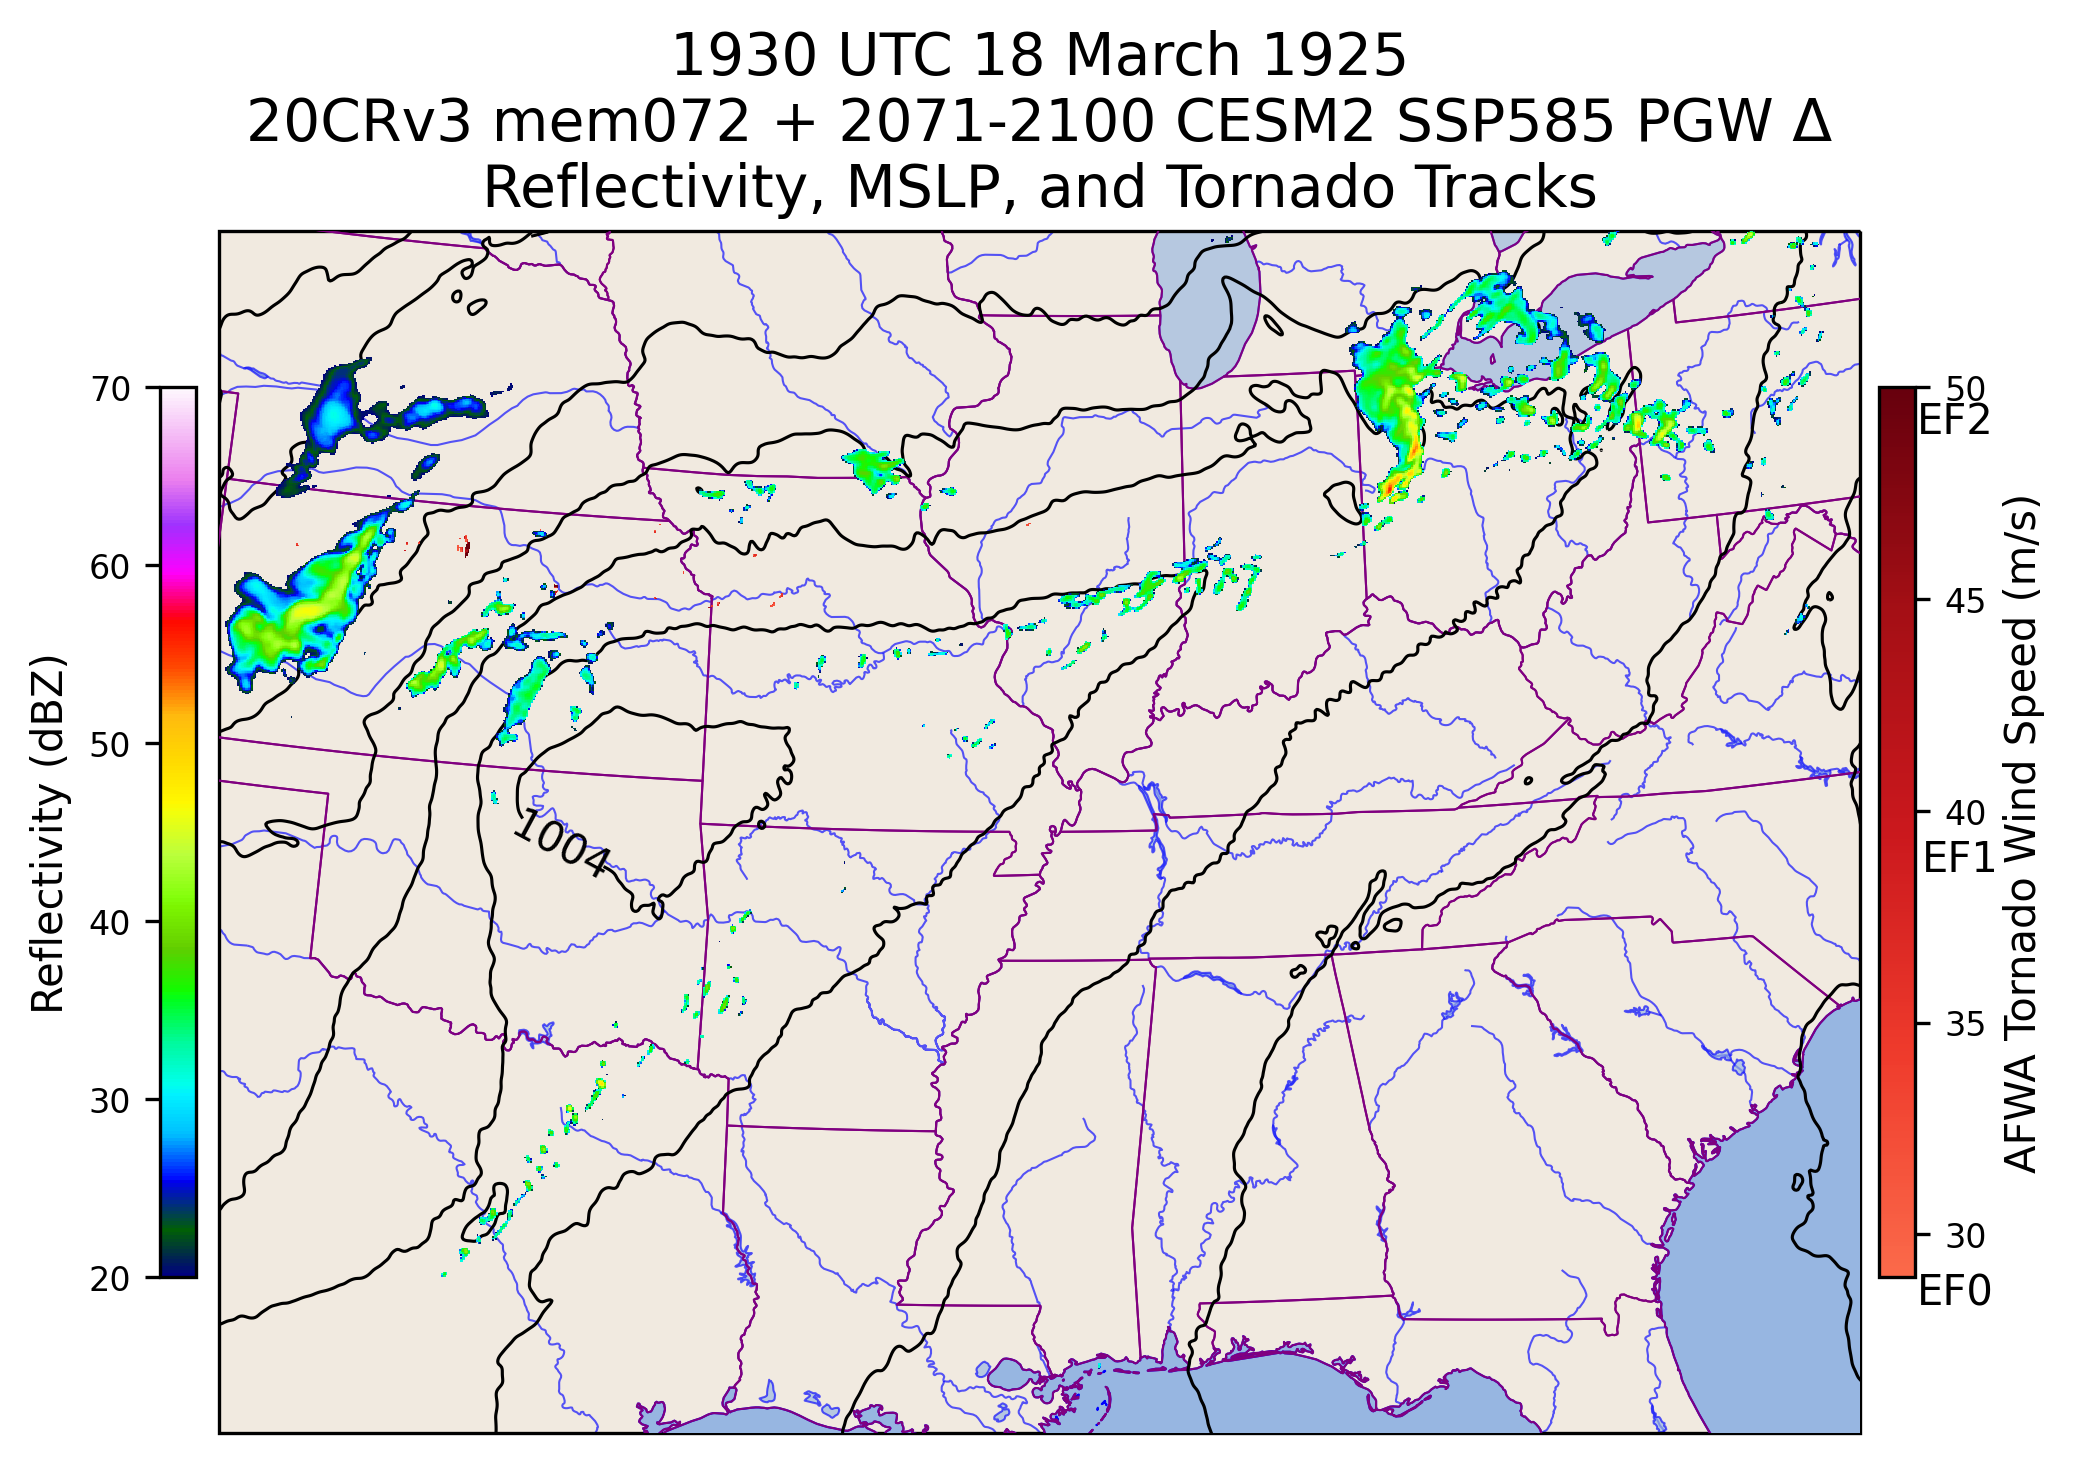 1930 UTC 18 March 1925
20CRv3 mem072 + 2071-2100 CESM2 SSP585 PGW Δ
Reflectivity, MSLP, and Tornado Tracks
70
60
50
40
30
20
Reflectivity (dBZ)
1004
50
EF2
45
40
EF1
35
30
EF0
AFWA Tornado Wind Speed (m/s)